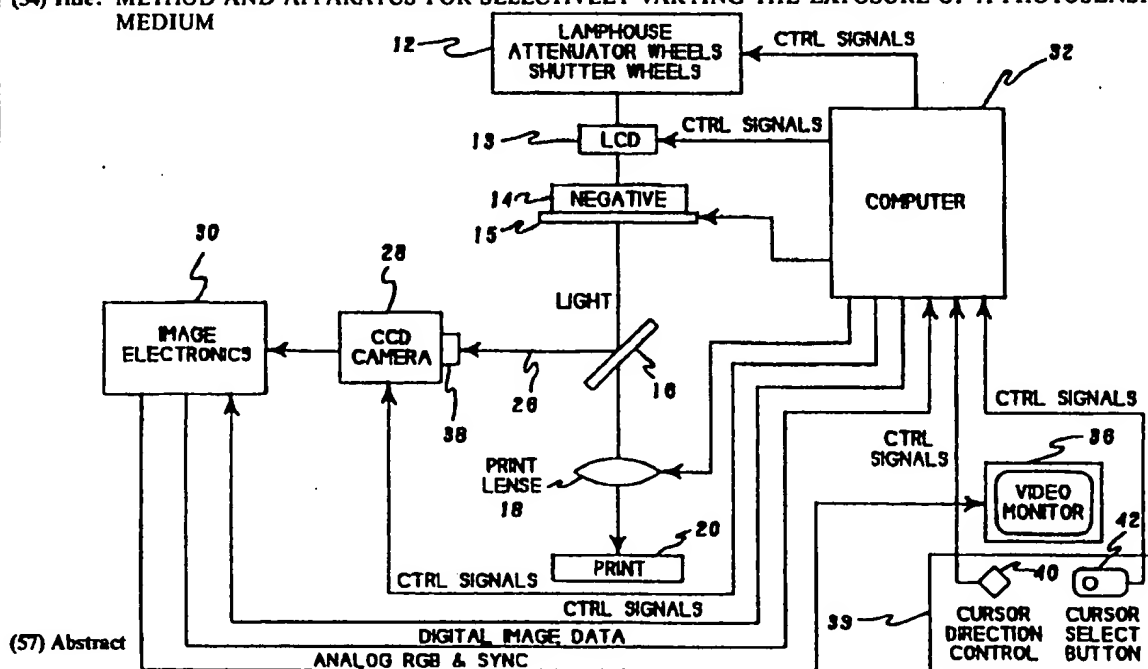 (54) Title: METHOD AND APPARATUS FOR SELECTIVELY VARYING THE EXPOSURE OF A PHOTOSENSI
MEDIUM
12
LAMPHOUSE
ATTENUATOR WHEELS
SHUTTER WHEELS
CTRL SIGNALS
32
13
LCD
CTRL SIGNALS
14
NEGATIVE
15
COMPUTER
30
28
LIGHT
IMAGE
ELECTRONICS
CCD
CAMERA
38
26
16
CTRL SIGNALS
CTRL
SIGNALS
36
PRINT
LENSE
18
VIDEO
MONITOR
42
20
PRINT
40
CTRL SIGNALS
CTRL SIGNALS
39
CURSOR
DIRECTION
CONTROL
CURSOR
SELECT
BUTTON
(57) Abstract
DIGITAL IMAGE DATA
ANALOG RGB & SYNC